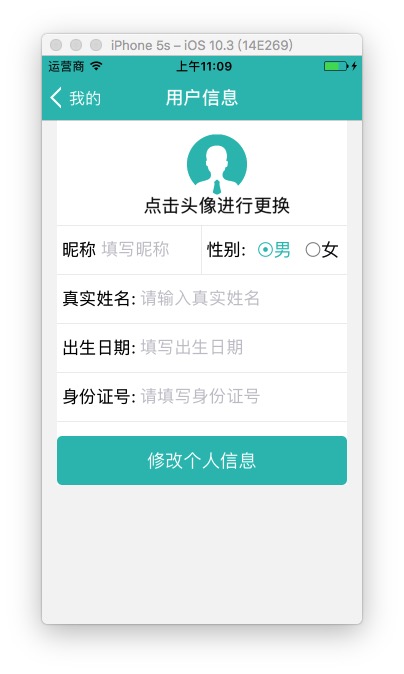 iPhone 5s – iOS 10.3 (14E269)
运营商 上午11:09
我的 用户信息
点击头像进行更换
昵称 填写昵称 性别: 男 女
真实姓名: 请输入真实姓名
出生日期: 填写出生日期
身份证号: 请填写身份证号
修改个人信息